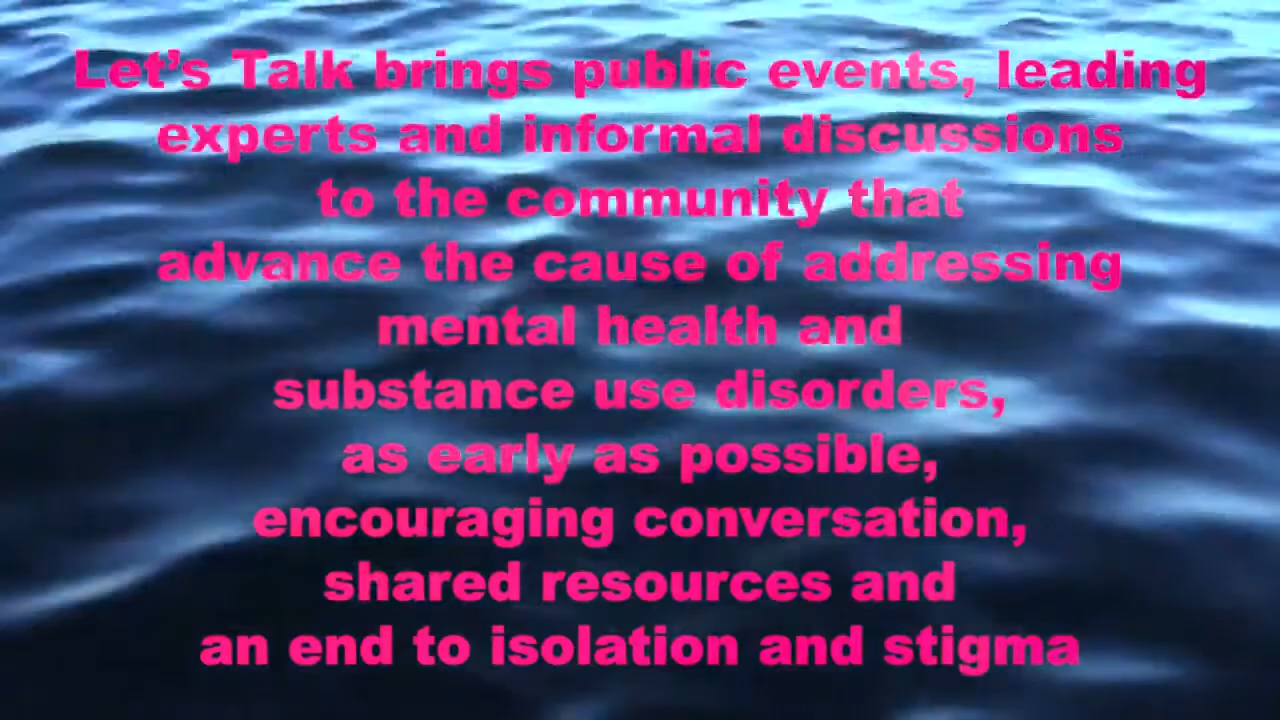 Let’s Talk brings public events, leading
experts and informal discussions
to the community that
advance the cause of addressing
mental health and
substance use disorders,
as early as possible,
encouraging conversation,
shared resources and
an end to isolation and stigma